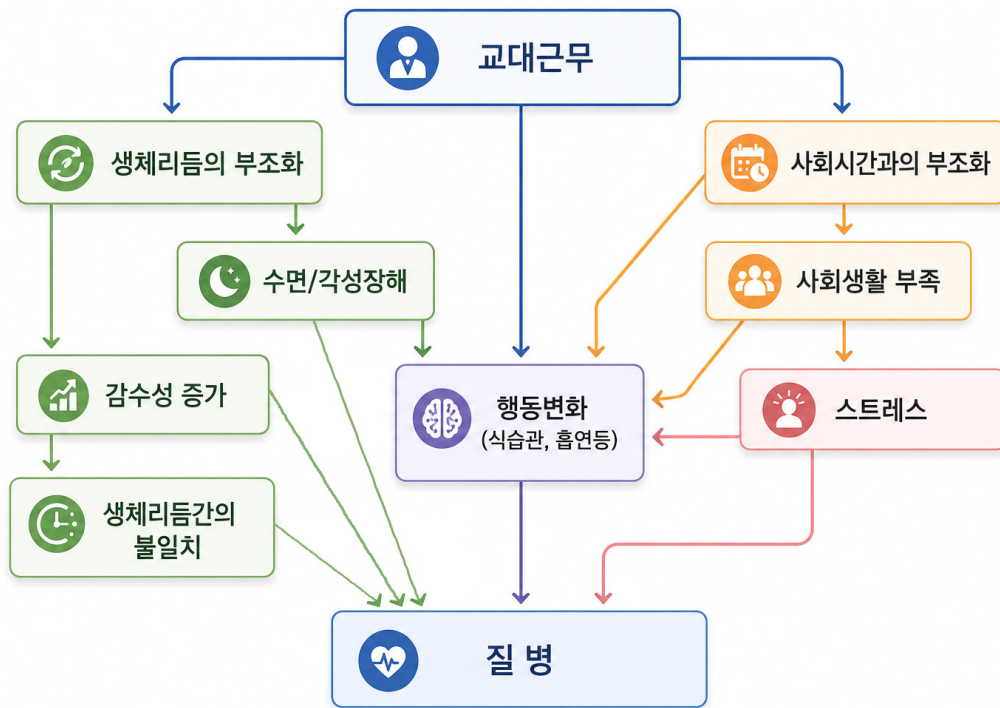 교대근무
생체리듬의 부조화
사회시간과의 부조화
수면/각성장해
사회생활 부족
감수성 증가
행동변화
(식습관, 흡연등)
스트레스
생체리듬간의
불일치
질 병